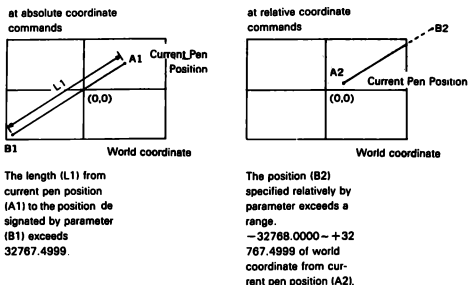 at absolute coordinate
commands
A1
Current Pen
Position
L1
(0,0)
B1
World coordinate
The length (L1) from
current pen position
(A1) to the position de
signated by parameter
(B1) exceeds
32767.4999.
at relative coordinate
commands
B2
A2
Current Pen Position
(0,0)
World coordinate
The position (B2)
specified relatively by
parameter exceeds a
range.
−32768.0000~+32
767.4999 of world
coordinate from cur-
rent pen position (A2).